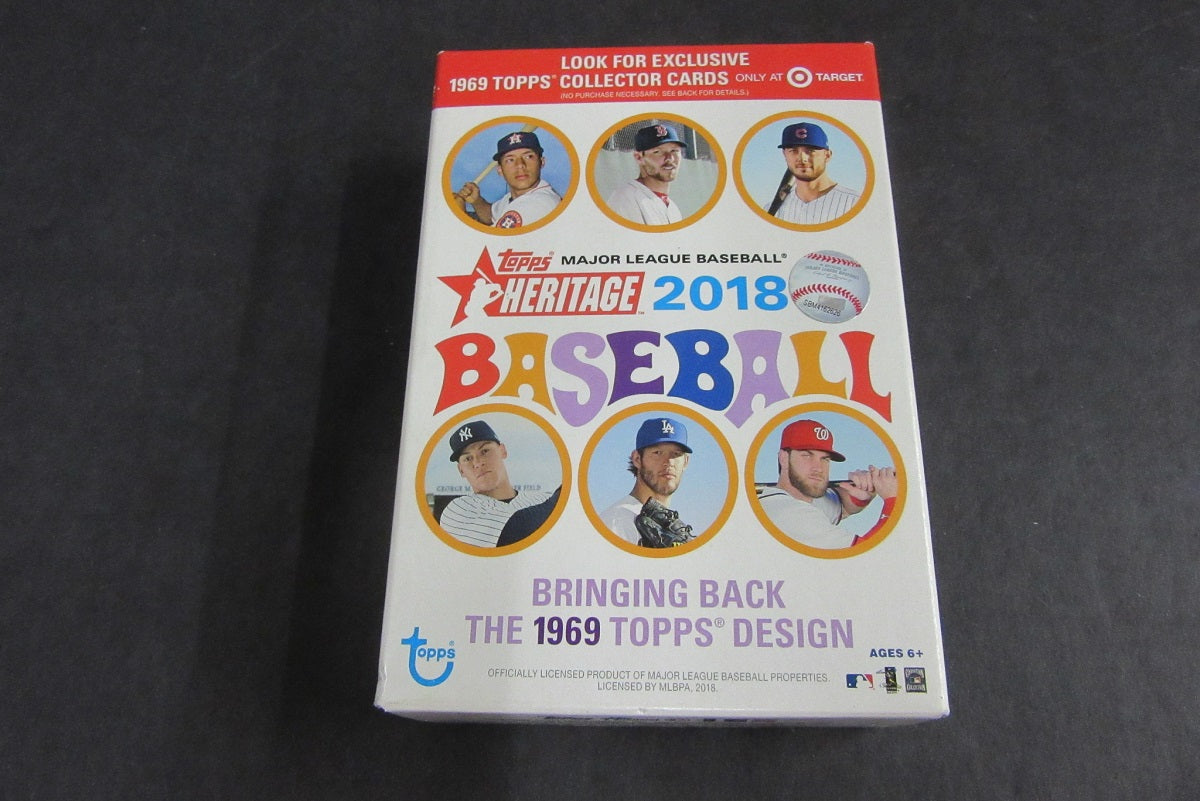 LOOK FOR EXCLUSIVE
1969 TOPPS® COLLECTOR CARDS ONLY AT TARGET
(NO PURCHASE NECESSARY. SEE BACK FOR DETAILS.)
Topps® MAJOR LEAGUE BASEBALL®
HERITAGE™ 2018
BASEBALL
BRINGING BACK
THE 1969 TOPPS® DESIGN
topps®
AGES 6+
OFFICIALLY LICENSED PRODUCT OF MAJOR LEAGUE BASEBALL PROPERTIES.
LICENSED BY MLBPA, 2018.